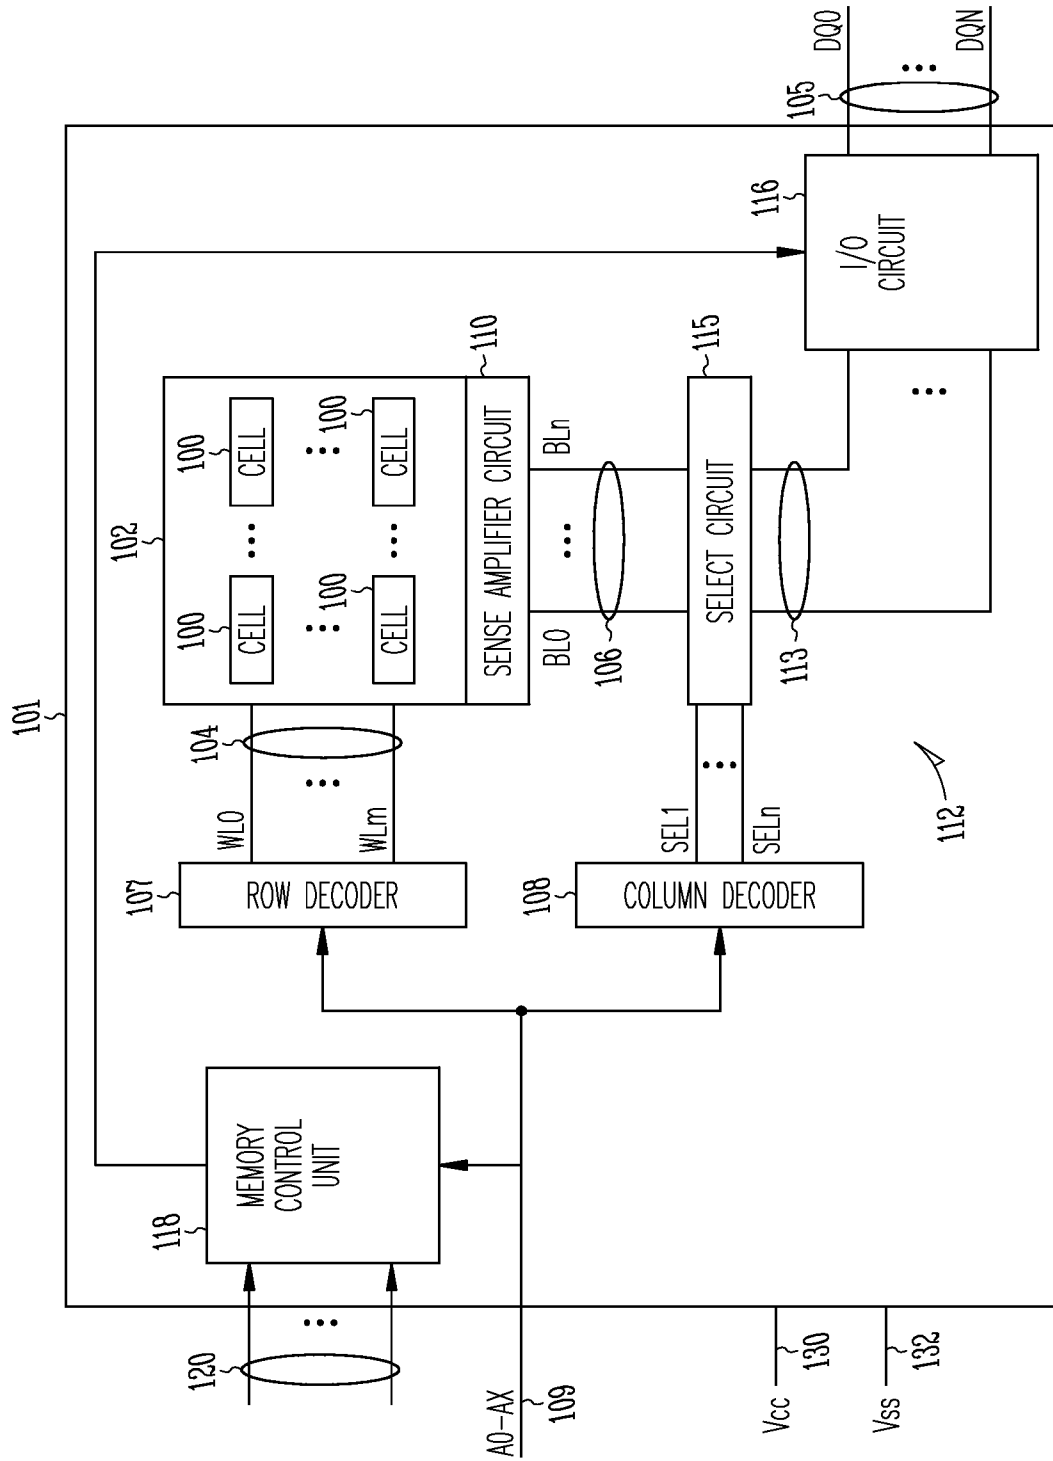 101
102
100
CELL
100
CELL
100
CELL
100
CELL
110
SENSE AMPLIFIER CIRCUIT
104
WL0
WLm
107
ROW DECODER
BL0
BLn
106
115
SELECT CIRCUIT
113
SEL1
SELn
108
COLUMN DECODER
118
MEMORY
CONTROL
UNIT
120
A0-AX
109
116
I/O
CIRCUIT
105
DQ0
DQN
112
Vcc
130
Vss
132